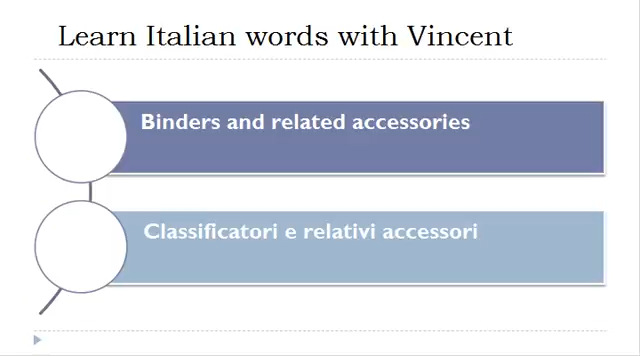 Learn Italian words with Vincent
Binders and related accessories
Classificatori e relativi accessori